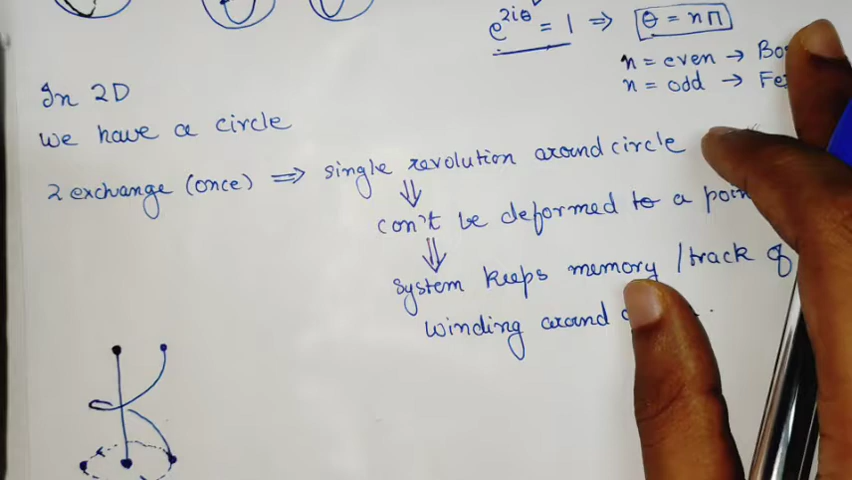 e^{2iθ} = 1 ⇒ θ = nΠ
n = even →
n = odd →
In 2D
We have a circle
2 exchange (once) ⇒ single revolution around circle
⇓
can't be deformed to a
⇓
system keeps memory / track of
winding around